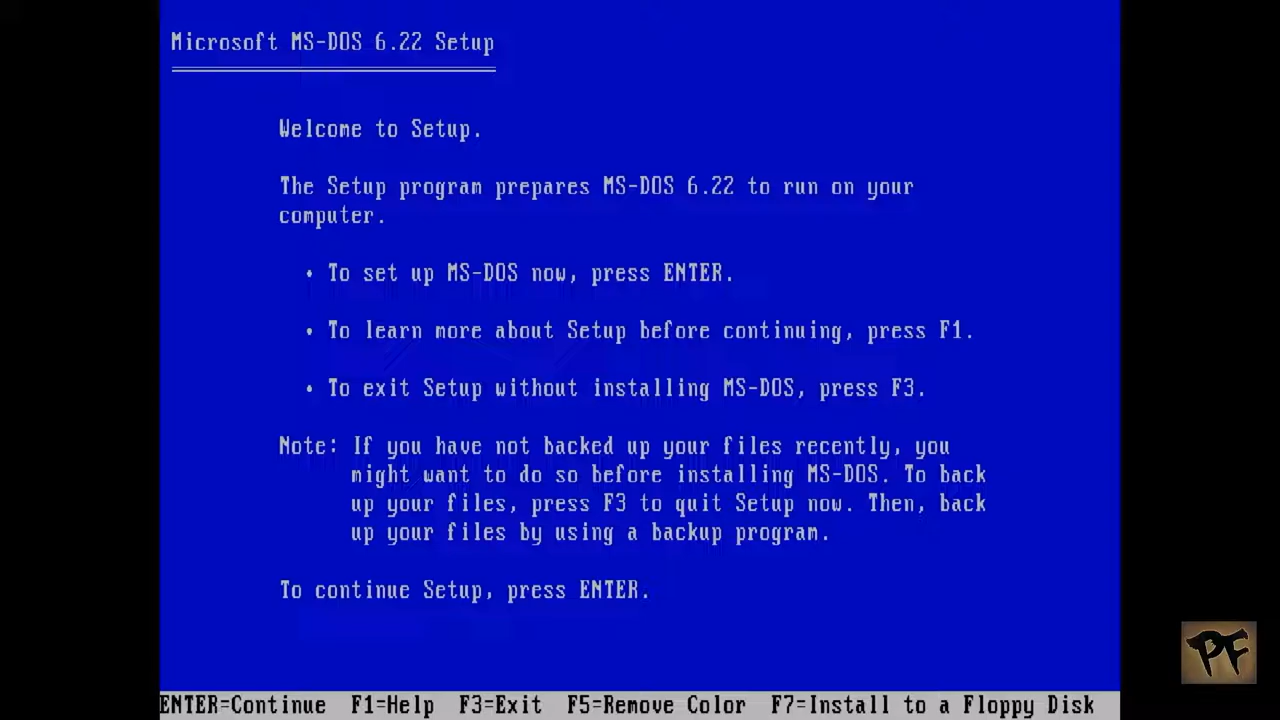 Microsoft MS-DOS 6.22 Setup
Welcome to Setup.
The Setup program prepares MS-DOS 6.22 to run on your
computer.
• To set up MS-DOS now, press ENTER.
• To learn more about Setup before continuing, press F1.
• To exit Setup without installing MS-DOS, press F3.
Note: If you have not backed up your files recently, you
might want to do so before installing MS-DOS. To back
up your files, press F3 to quit Setup now. Then, back
up your files by using a backup program.
To continue Setup, press ENTER.
ENTER=Continue F1=Help F3=Exit F5=Remove Color F7=Install to a Floppy Disk
PF